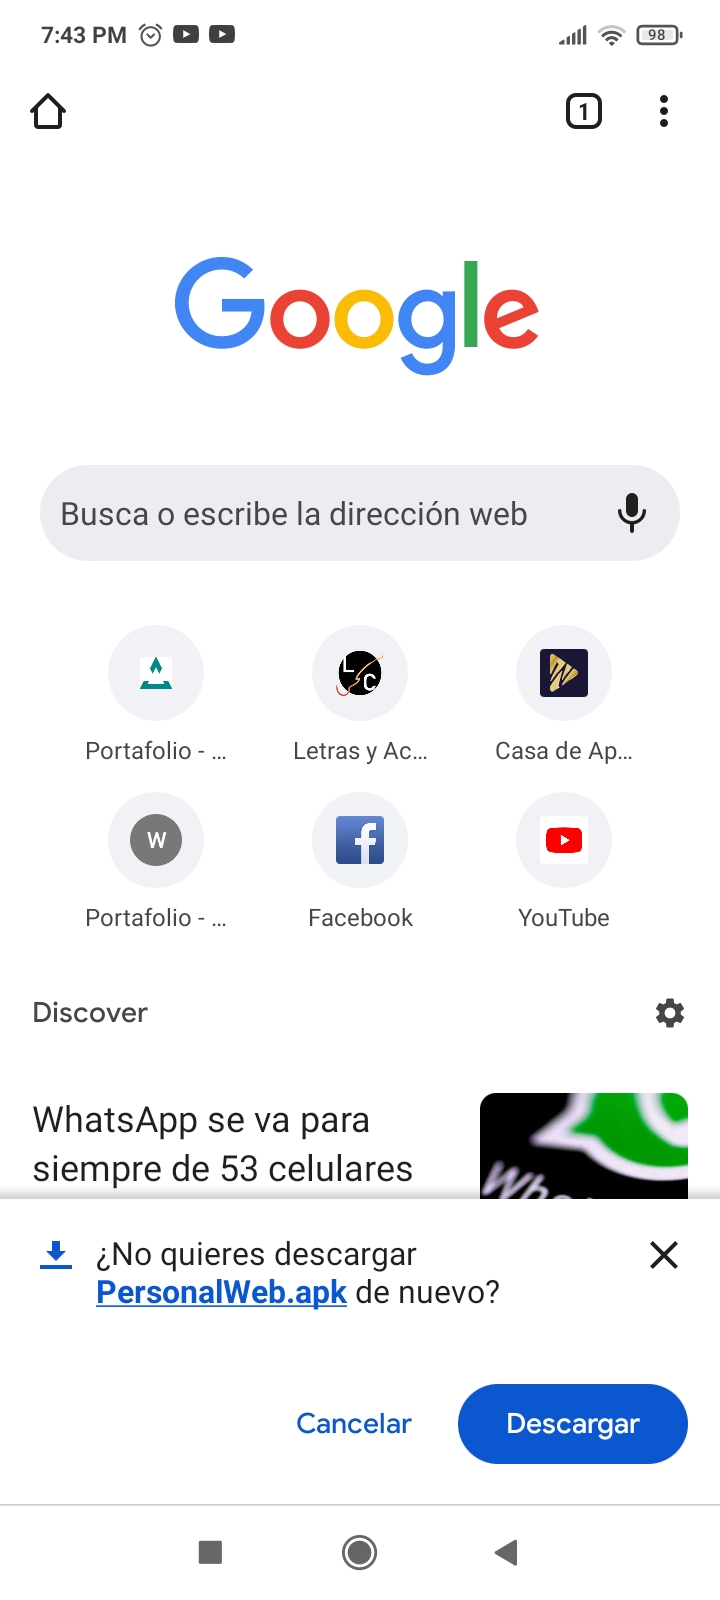 7:43 PM
98
1
Google
Busca o escribe la dirección web
L C
Portafolio - ...
Letras y Ac...
Casa de Ap...
W
Portafolio - ...
Facebook
YouTube
Discover
WhatsApp se va para
siempre de 53 celulares
¿No quieres descargar
PersonalWeb.apk de nuevo?
Cancelar
Descargar